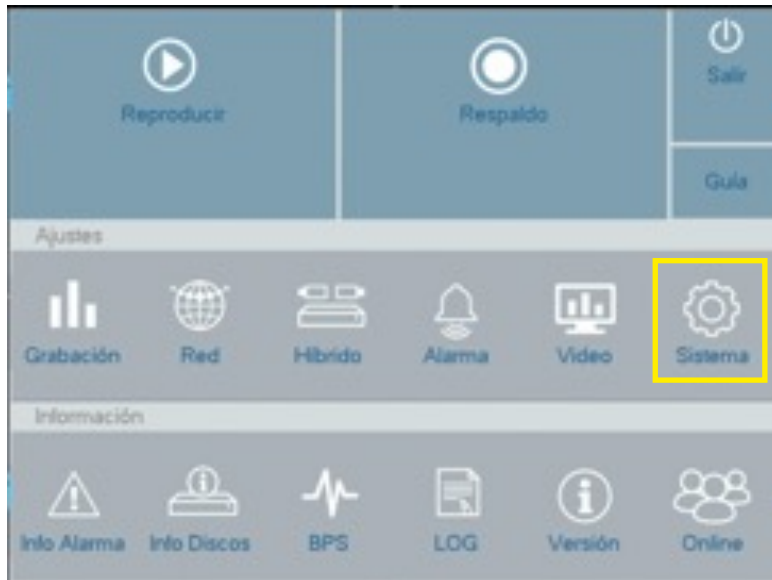 Reproducir
Respaldo
Salir
Guía
Ajustes
Grabación
Red
Híbrido
Alarma
Video
Sistema
Información
Info Alarma
Info Discos
BPS
LOG
Versión
Online